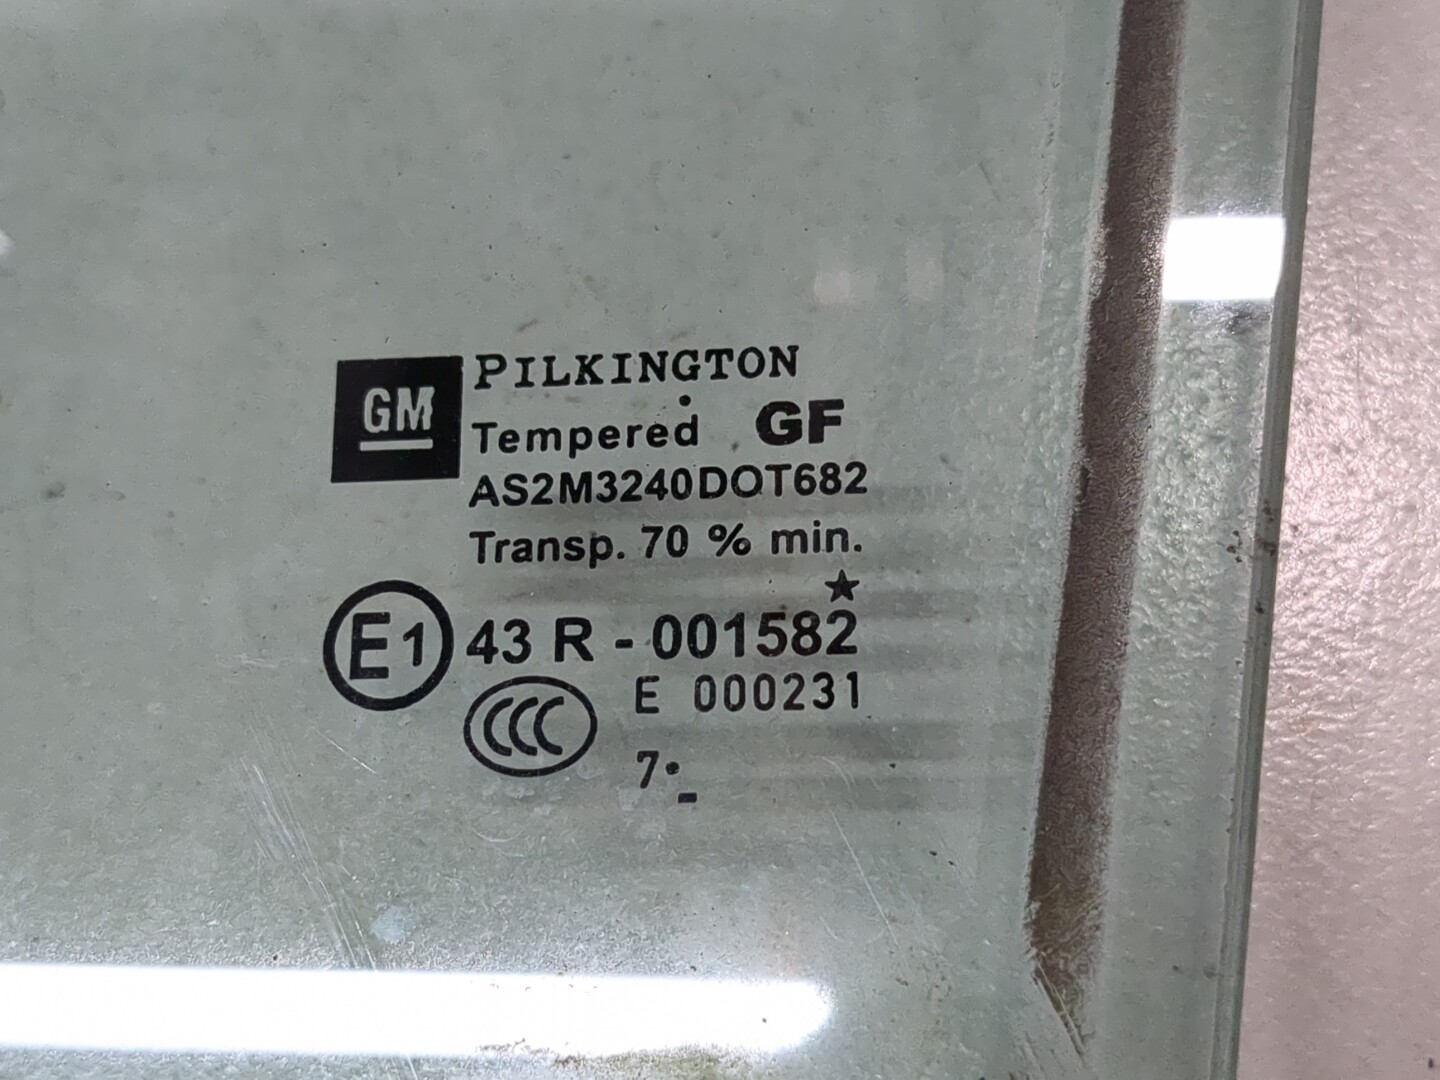 GM
PILKINGTON
Tempered GF
AS2M3240DOT682
Transp. 70 % min.
E1 43 R - 001582
CCC E 000231
7